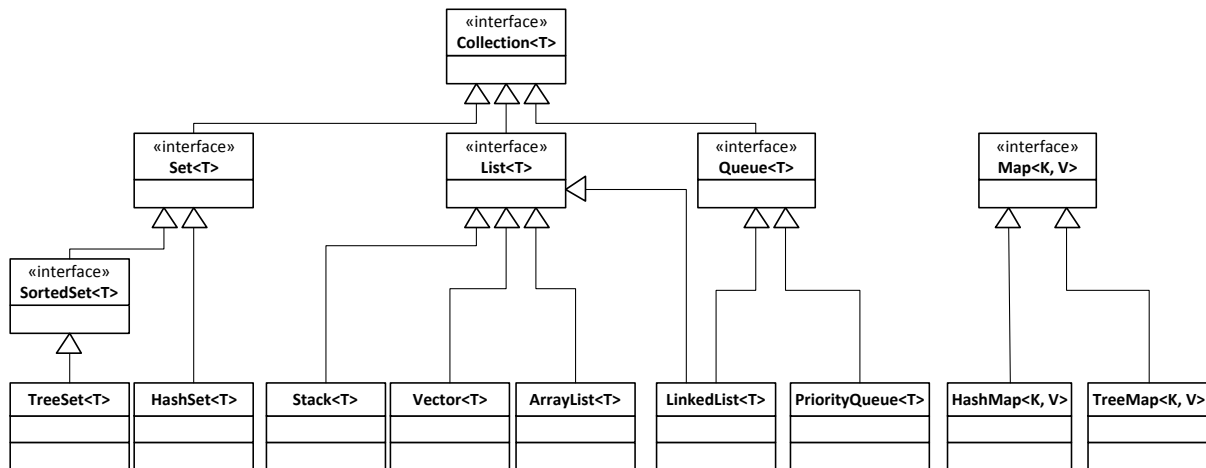 «interface»
Collection<T>
«interface»
Set<T>
«interface»
List<T>
«interface»
Queue<T>
«interface»
Map<K, V>
«interface»
SortedSet<T>
TreeSet<T>
HashSet<T>
Stack<T>
Vector<T>
ArrayList<T>
LinkedList<T>
PriorityQueue<T>
HashMap<K, V>
TreeMap<K, V>